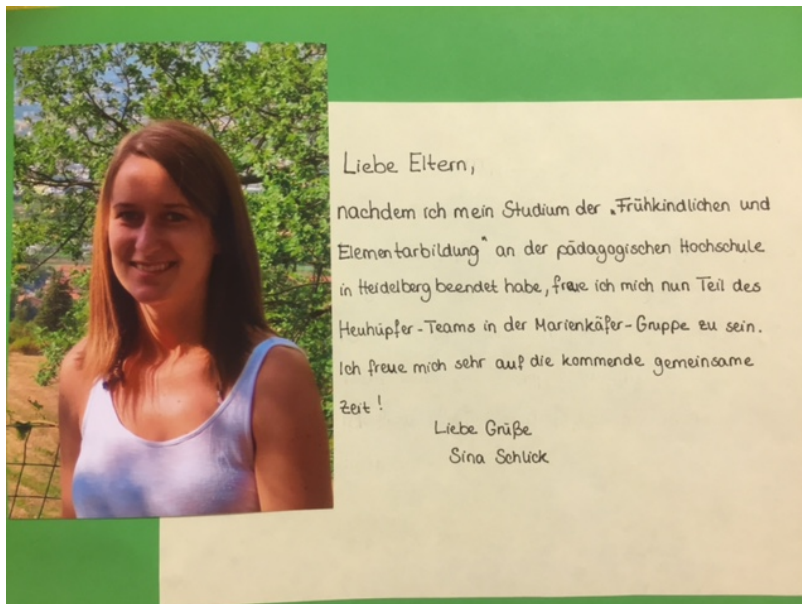 Liebe Eltern,
nachdem ich mein Studium der „Frühkindlichen und
Elementarbildung“ an der pädagogischen Hochschule
in Heidelberg beendet habe, freue ich mich nun Teil des
Heuhüpfer-Teams in der Marienkäfer-Gruppe zu sein.
Ich freue mich sehr auf die kommende gemeinsame
Zeit!
Liebe Grüße
Sina Schlick